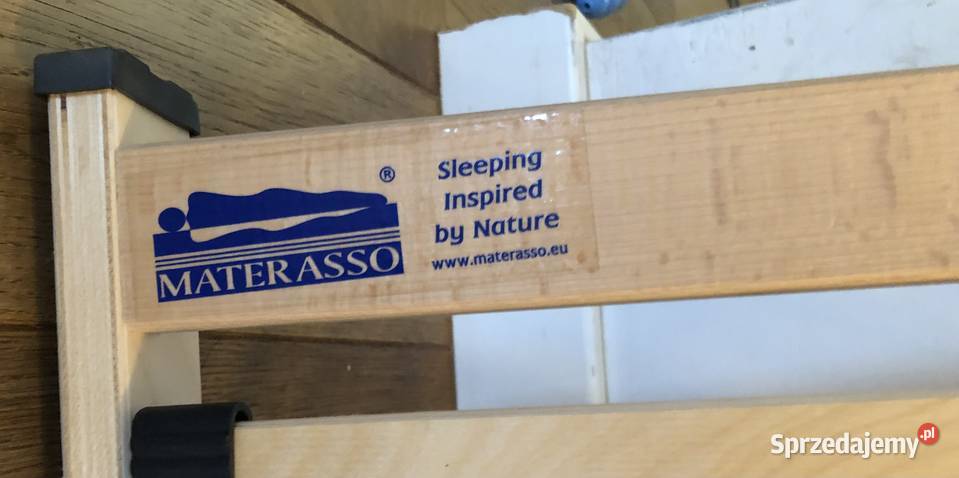 ®
Sleeping
Inspired
by Nature
www.materasso.eu
MATERASSO
Sprzedajemy.pl